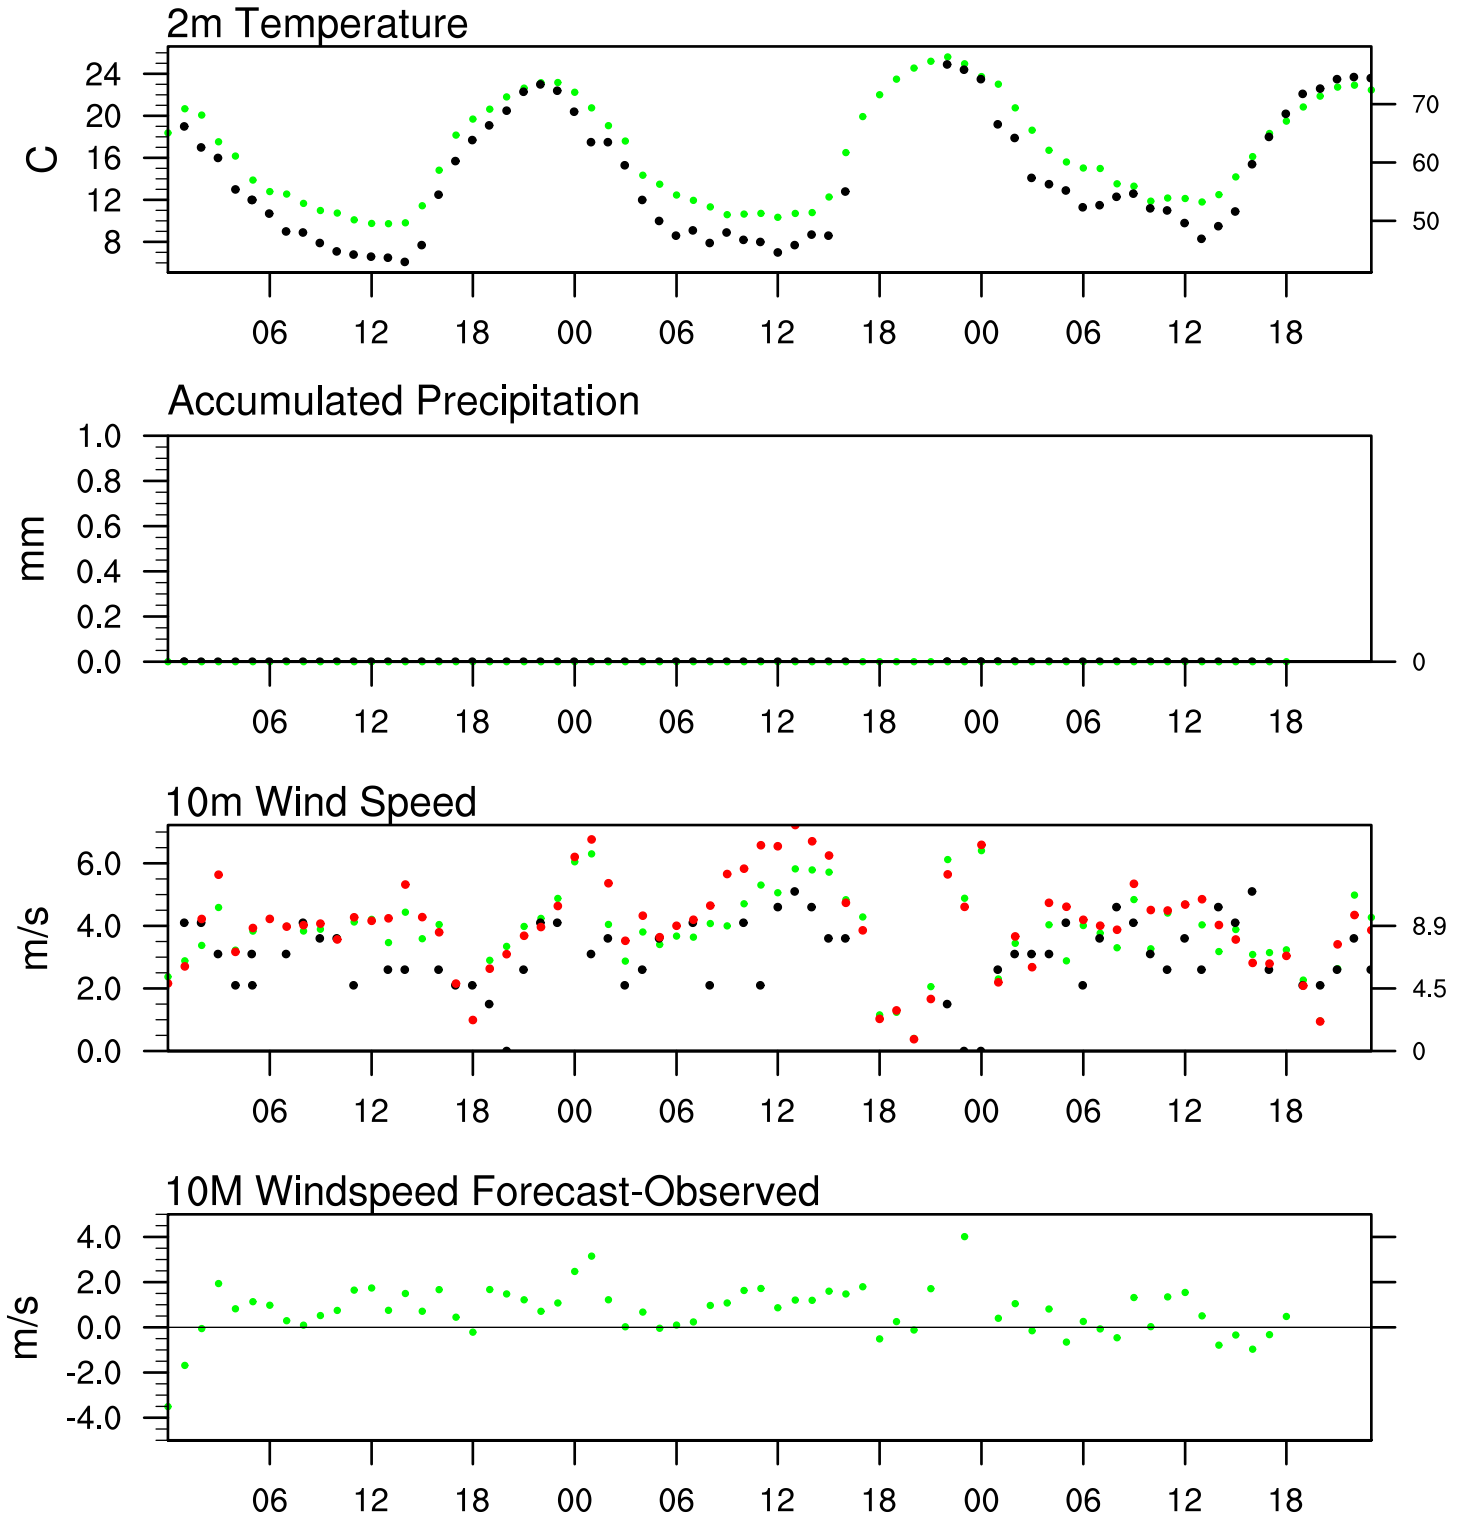 2m Temperature
24
20
16
12
8
C
70
60
50
06 12 18 00 06 12 18 00 06 12 18
Accumulated Precipitation
1.0
0.8
0.6
0.4
0.2
0.0
mm
0
06 12 18 00 06 12 18 00 06 12 18
10m Wind Speed
6.0
4.0
2.0
0.0
m/s
8.9
4.5
0
06 12 18 00 06 12 18 00 06 12 18
10M Windspeed Forecast-Observed
4.0
2.0
0.0
-2.0
-4.0
m/s
06 12 18 00 06 12 18 00 06 12 18